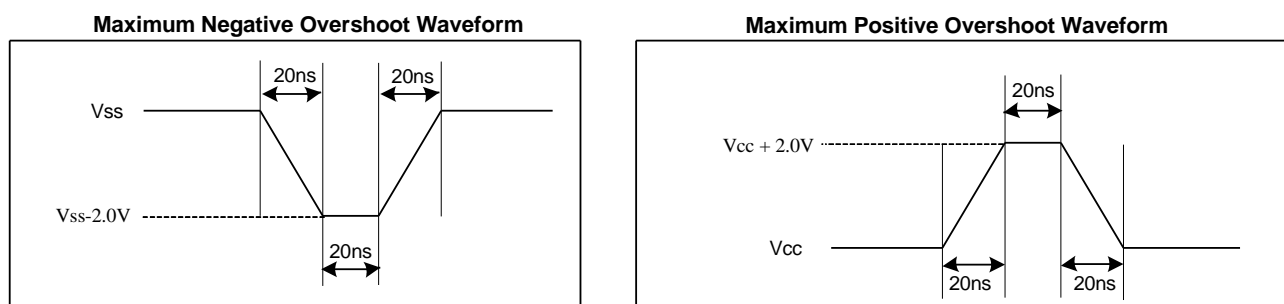 Maximum Negative Overshoot Waveform
20ns 20ns
Vss
Vss-2.0V
20ns
Maximum Positive Overshoot Waveform
20ns
Vcc + 2.0V
Vcc
20ns 20ns